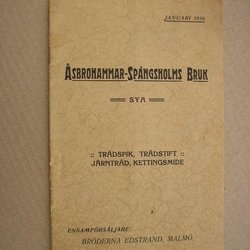 JANUARI 1916
ÅSBROHAMMAR-SPÅNGSHOLMS BRUK
SYA
:: TRÅDSPIK, TRÅDSTIFT ::
JÄRNTRÅD, KETTINGSMIDE
ENSAMFÖRSÄLJARE:
BRÖDERNA EDSTRAND, MALMÖ